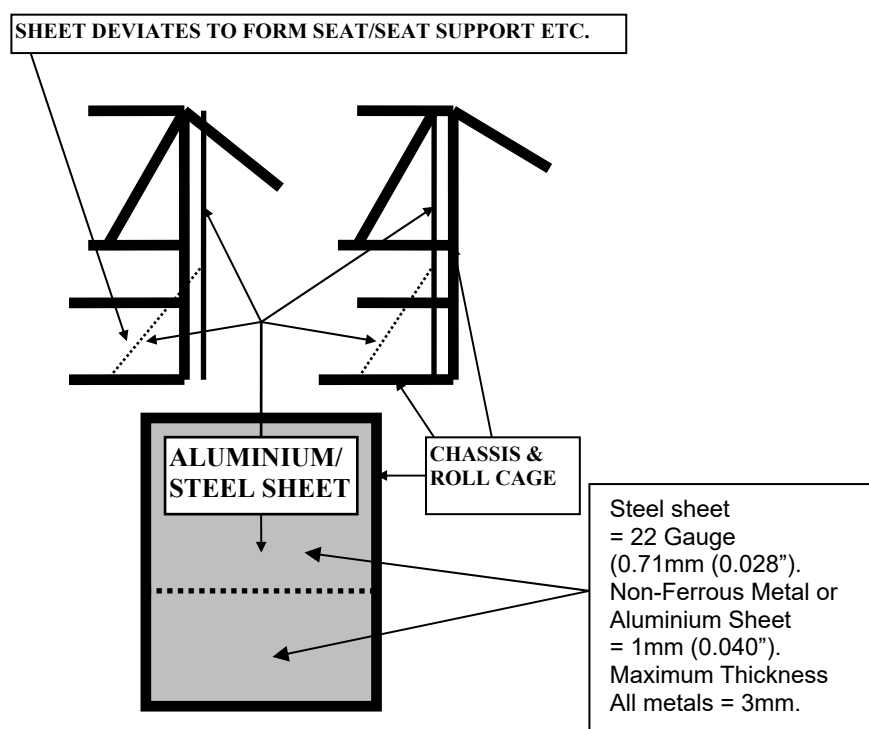 SHEET DEVIATES TO FORM SEAT/SEAT SUPPORT ETC.
ALUMINIUM/
STEEL SHEET
CHASSIS &
ROLL CAGE
Steel sheet
= 22 Gauge
(0.71mm (0.028”).
Non-Ferrous Metal or
Aluminium Sheet
= 1mm (0.040”).
Maximum Thickness
All metals = 3mm.